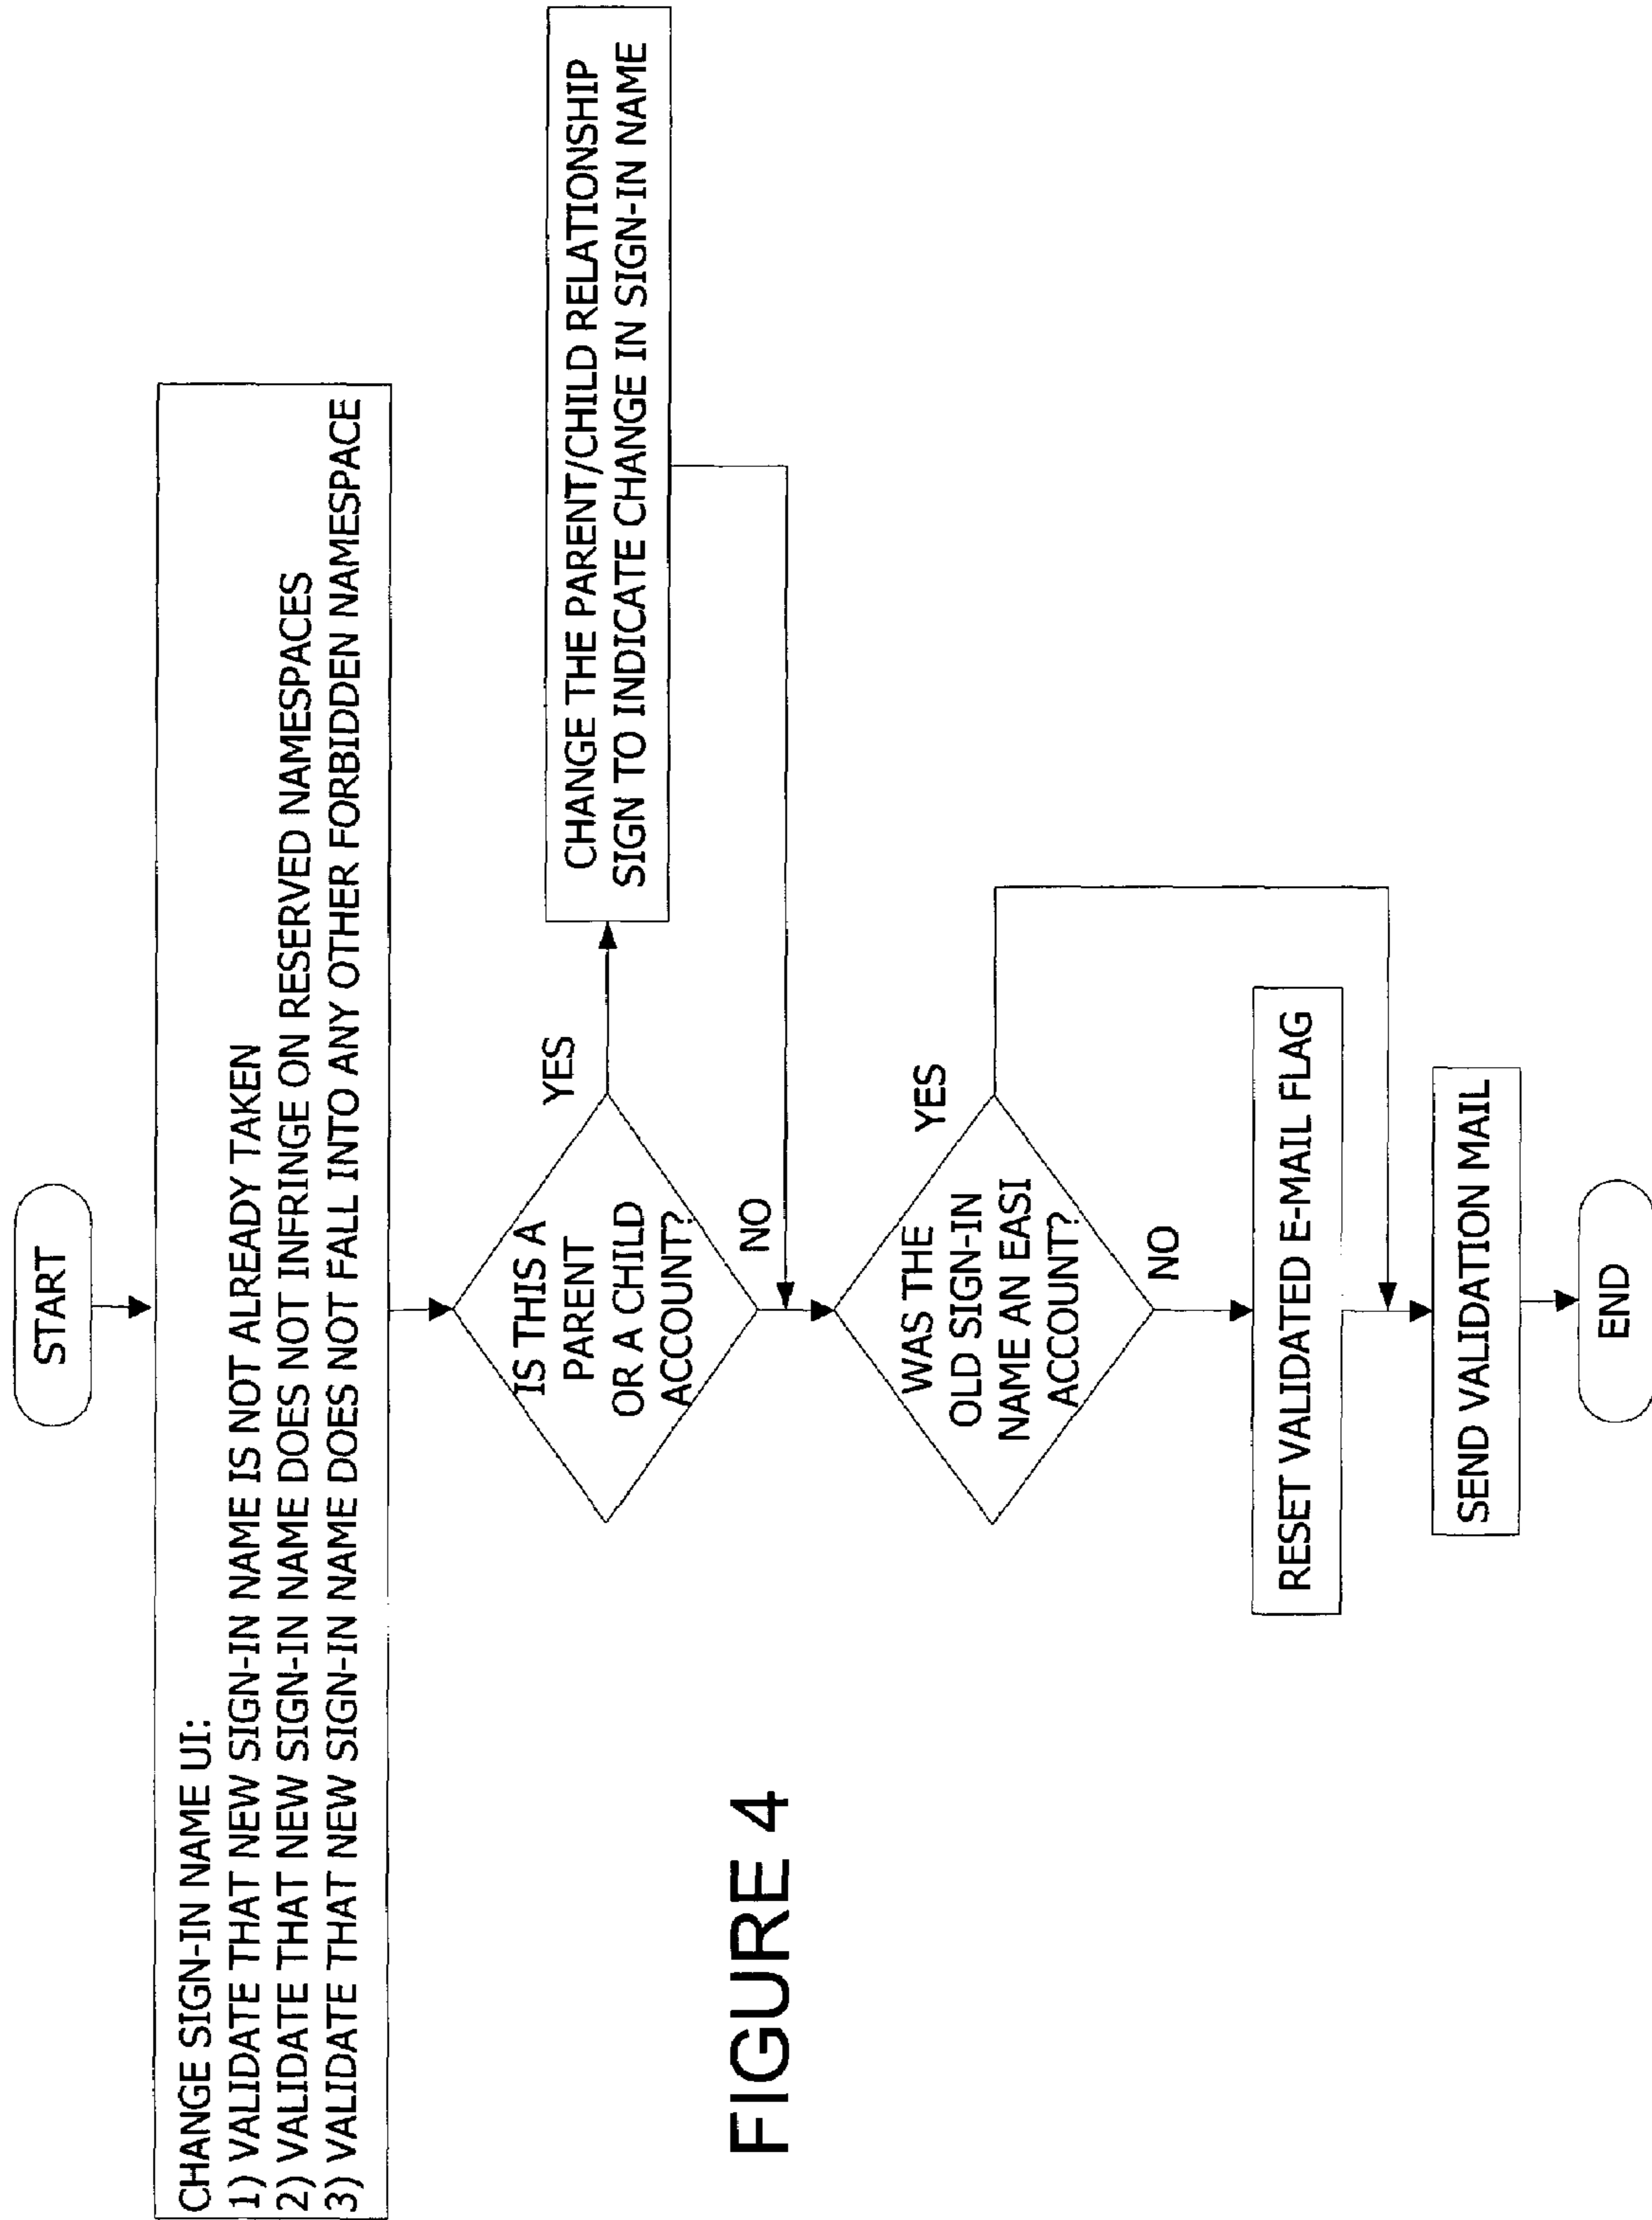 START
CHANGE SIGN-IN NAME UI:
1) VALIDATE THAT NEW SIGN-IN NAME IS NOT ALREADY TAKEN
2) VALIDATE THAT NEW SIGN-IN NAME DOES NOT INFRINGE ON RESERVED NAMESPACES
3) VALIDATE THAT NEW SIGN-IN NAME DOES NOT FALL INTO ANY OTHER FORBIDDEN NAMESPACE
IS THIS A
PARENT
OR A CHILD
ACCOUNT?
YES
CHANGE THE PARENT/CHILD RELATIONSHIP
SIGN TO INDICATE CHANGE IN SIGN-IN NAME
NO
WAS THE
OLD SIGN-IN
NAME AN EASI
ACCOUNT?
YES
NO
RESET VALIDATED E-MAIL FLAG
SEND VALIDATION MAIL
END
FIGURE 4